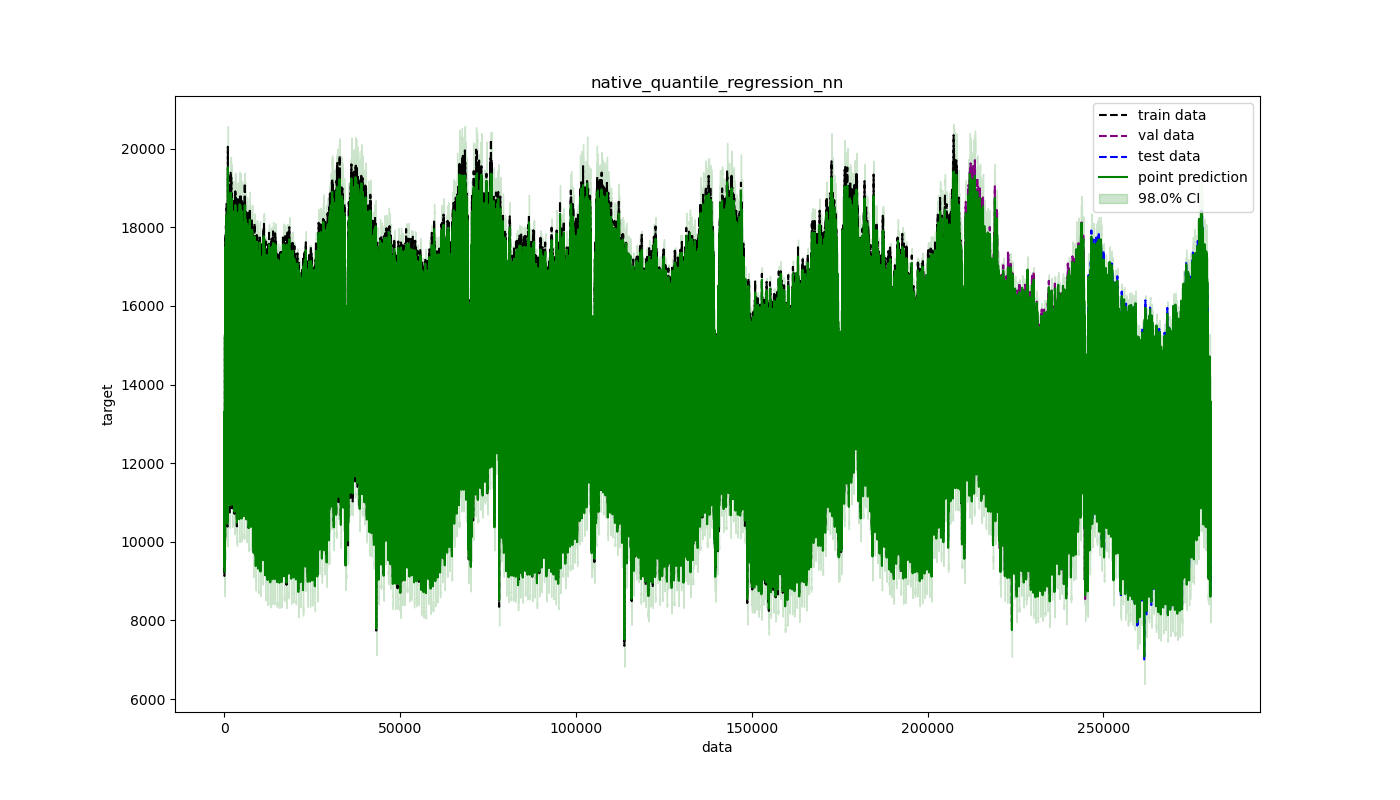 native_quantile_regression_nn
train data
val data
test data
point prediction
98.0% CI
target
20000
18000
16000
14000
12000
10000
8000
6000
0
50000
100000
150000
200000
250000
data